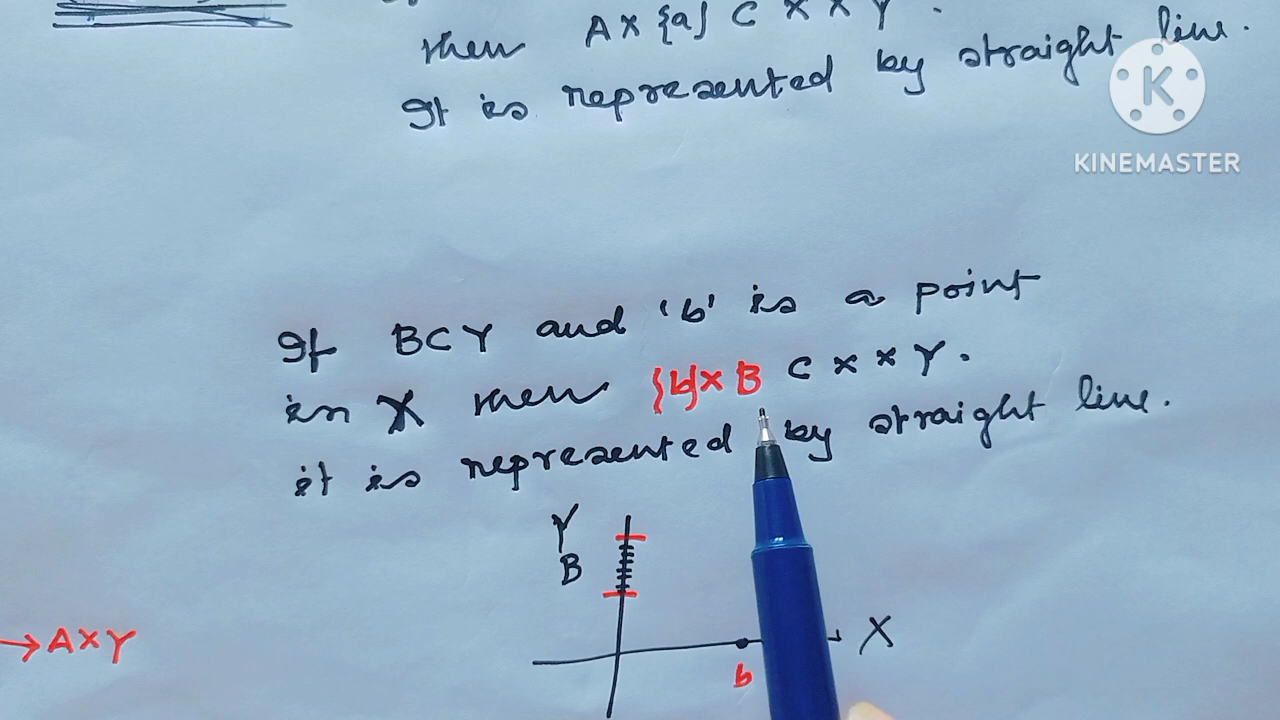 then A × {a} ⊂ X × Y .
It is represented by straight line.
K
KINEMASTER
If B⊂Y and 'b' is a point
in X then {b}×B ⊂ X × Y.
it is represented by straight line.
Y
B
→A×Y
X
b